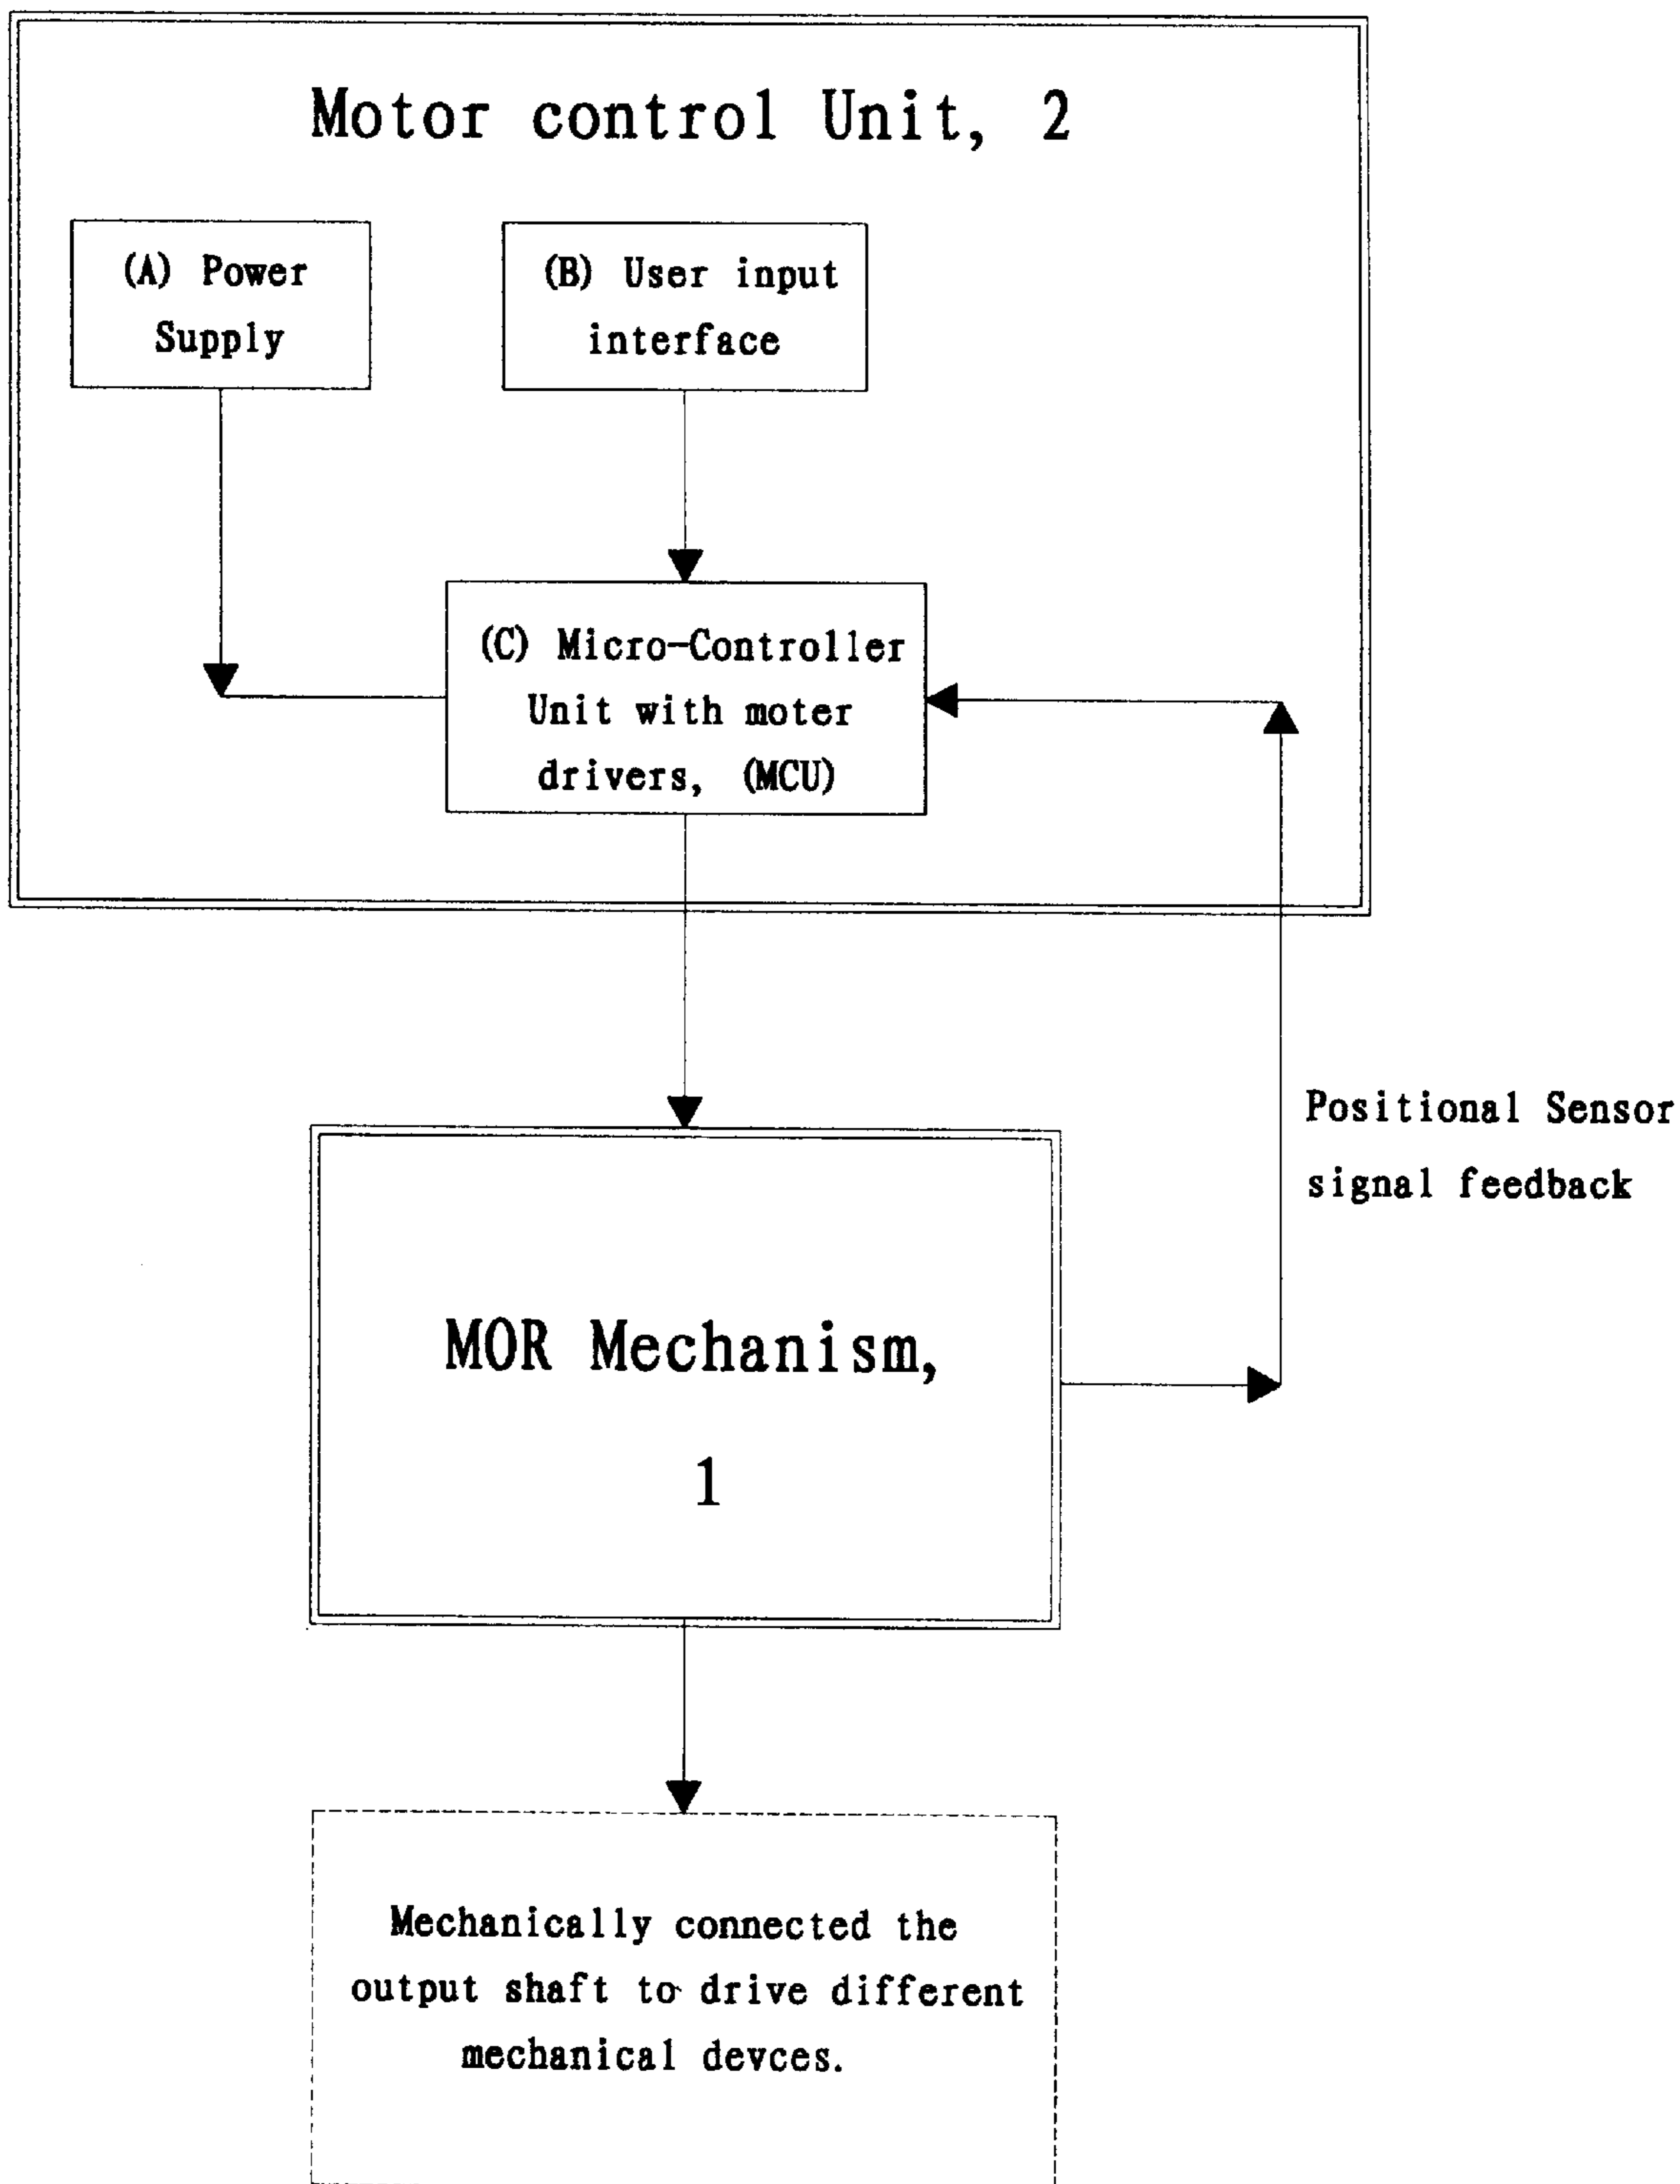 Motor control Unit, 2
(A) Power
Supply
(B) User input
interface
(C) Micro-Controller
Unit with moter
drivers, (MCU)
Positional Sensor
signal feedback
MOR Mechanism,
1
Mechanically connected the
output shaft to drive different
mechanical devces.